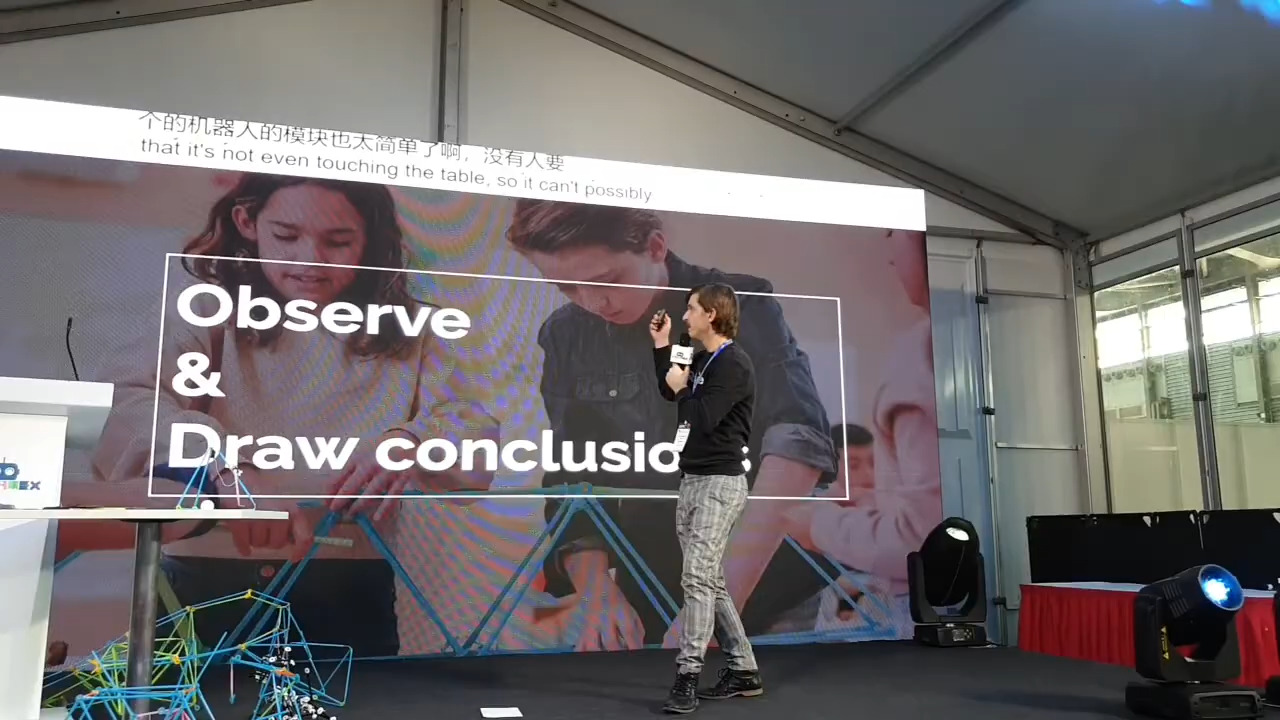 个的机器人的模块也太简单了啊，没有人要
that it's not even touching the table, so it can't possibly
Observe
&
Draw conclusio